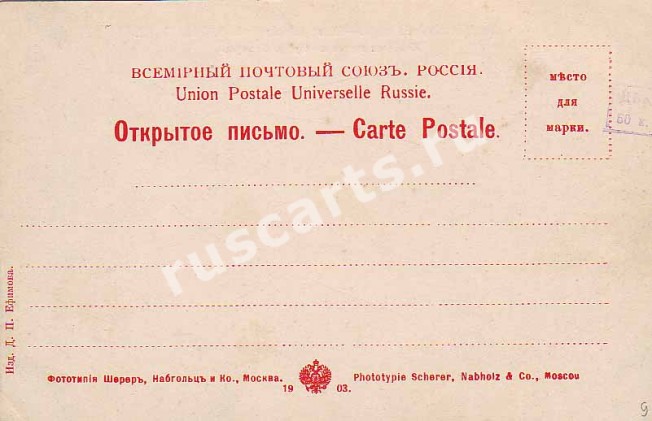 ВСЕМІРНЫЙ ПОЧТОВЫЙ СОЮЗЪ. РОССІЯ.
Union Postale Universelle Russie.
Открытое письмо. — Carte Postale.
мѣсто
для
марки.
60 к.
ruscarts.ru
Изд. Д. П. Ефимова.
Фототипія Шереръ, Набгольцъ и Ко., Москва.
19 03.
Phototypie Scherer, Nabholz & Co., Moscou
9